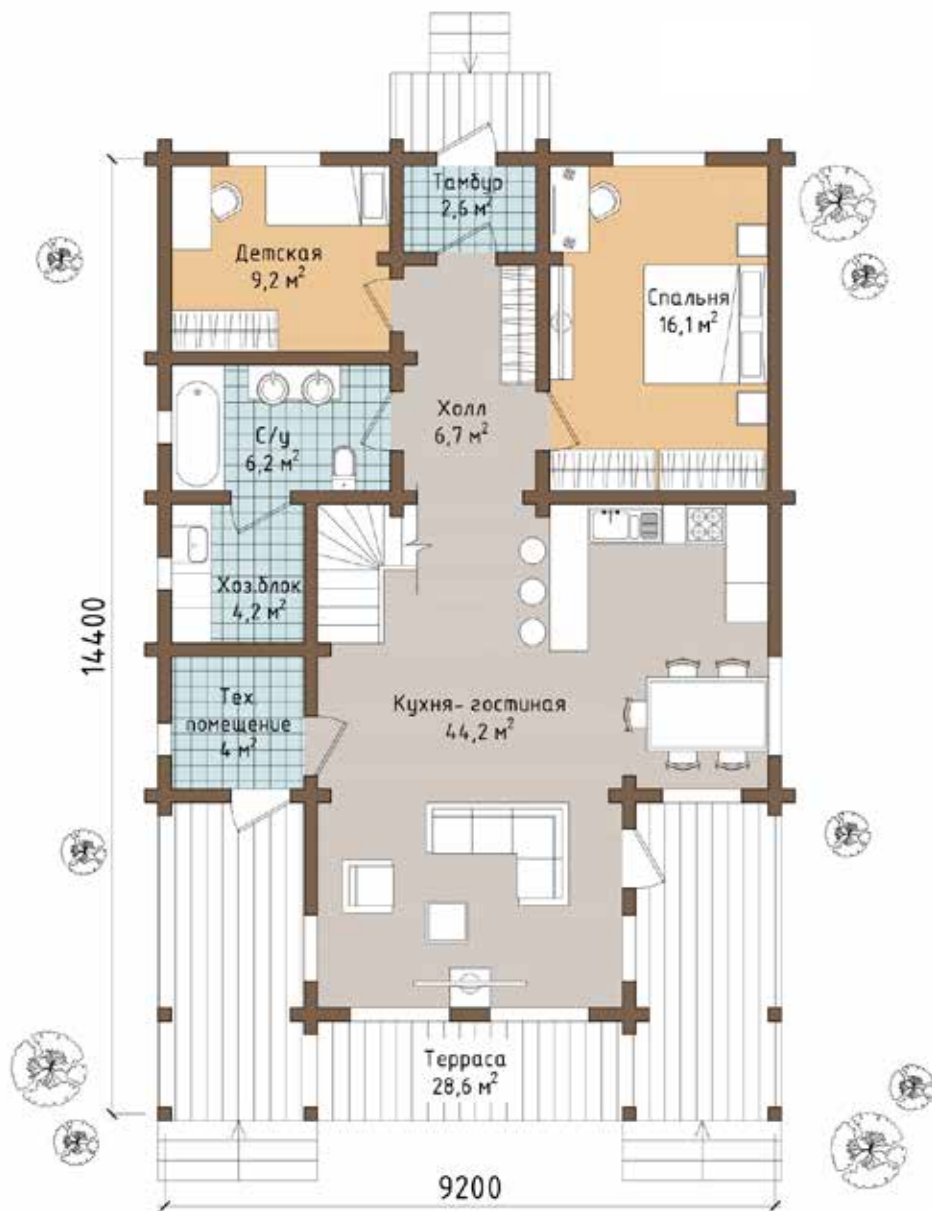 Тамбур
2,6 м²
Детская
9,2 м²
Спальня
16,1 м²
Холл
6,7 м²
С/у
6,2 м²
Хоз.блок
4,2 м²
14400
Тех.
помещение
4 м²
Кухня- гостиная
44,2 м²
Терраса
28,6 м²
9200